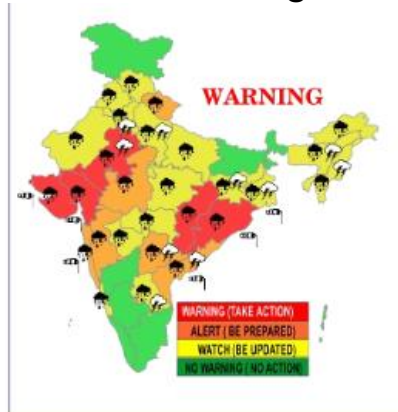 WARNING
WARNING (TAKE ACTION)
ALERT ( BE PREPARED)
WATCH (BE UPDATED)
NO WARNING ( NO ACTION)